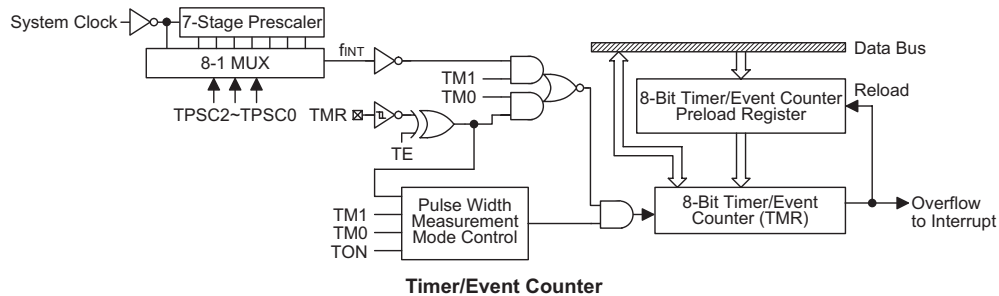 System Clock
7-Stage Prescaler
8-1 MUX
TPSC2~TPSC0
fINT
TM1
TM0
TMR
TE
TM1
TM0
TON
Pulse Width
Measurement
Mode Control
Data Bus
8-Bit Timer/Event Counter
Preload Register
Reload
8-Bit Timer/Event
Counter (TMR)
Overflow
to Interrupt
Timer/Event Counter